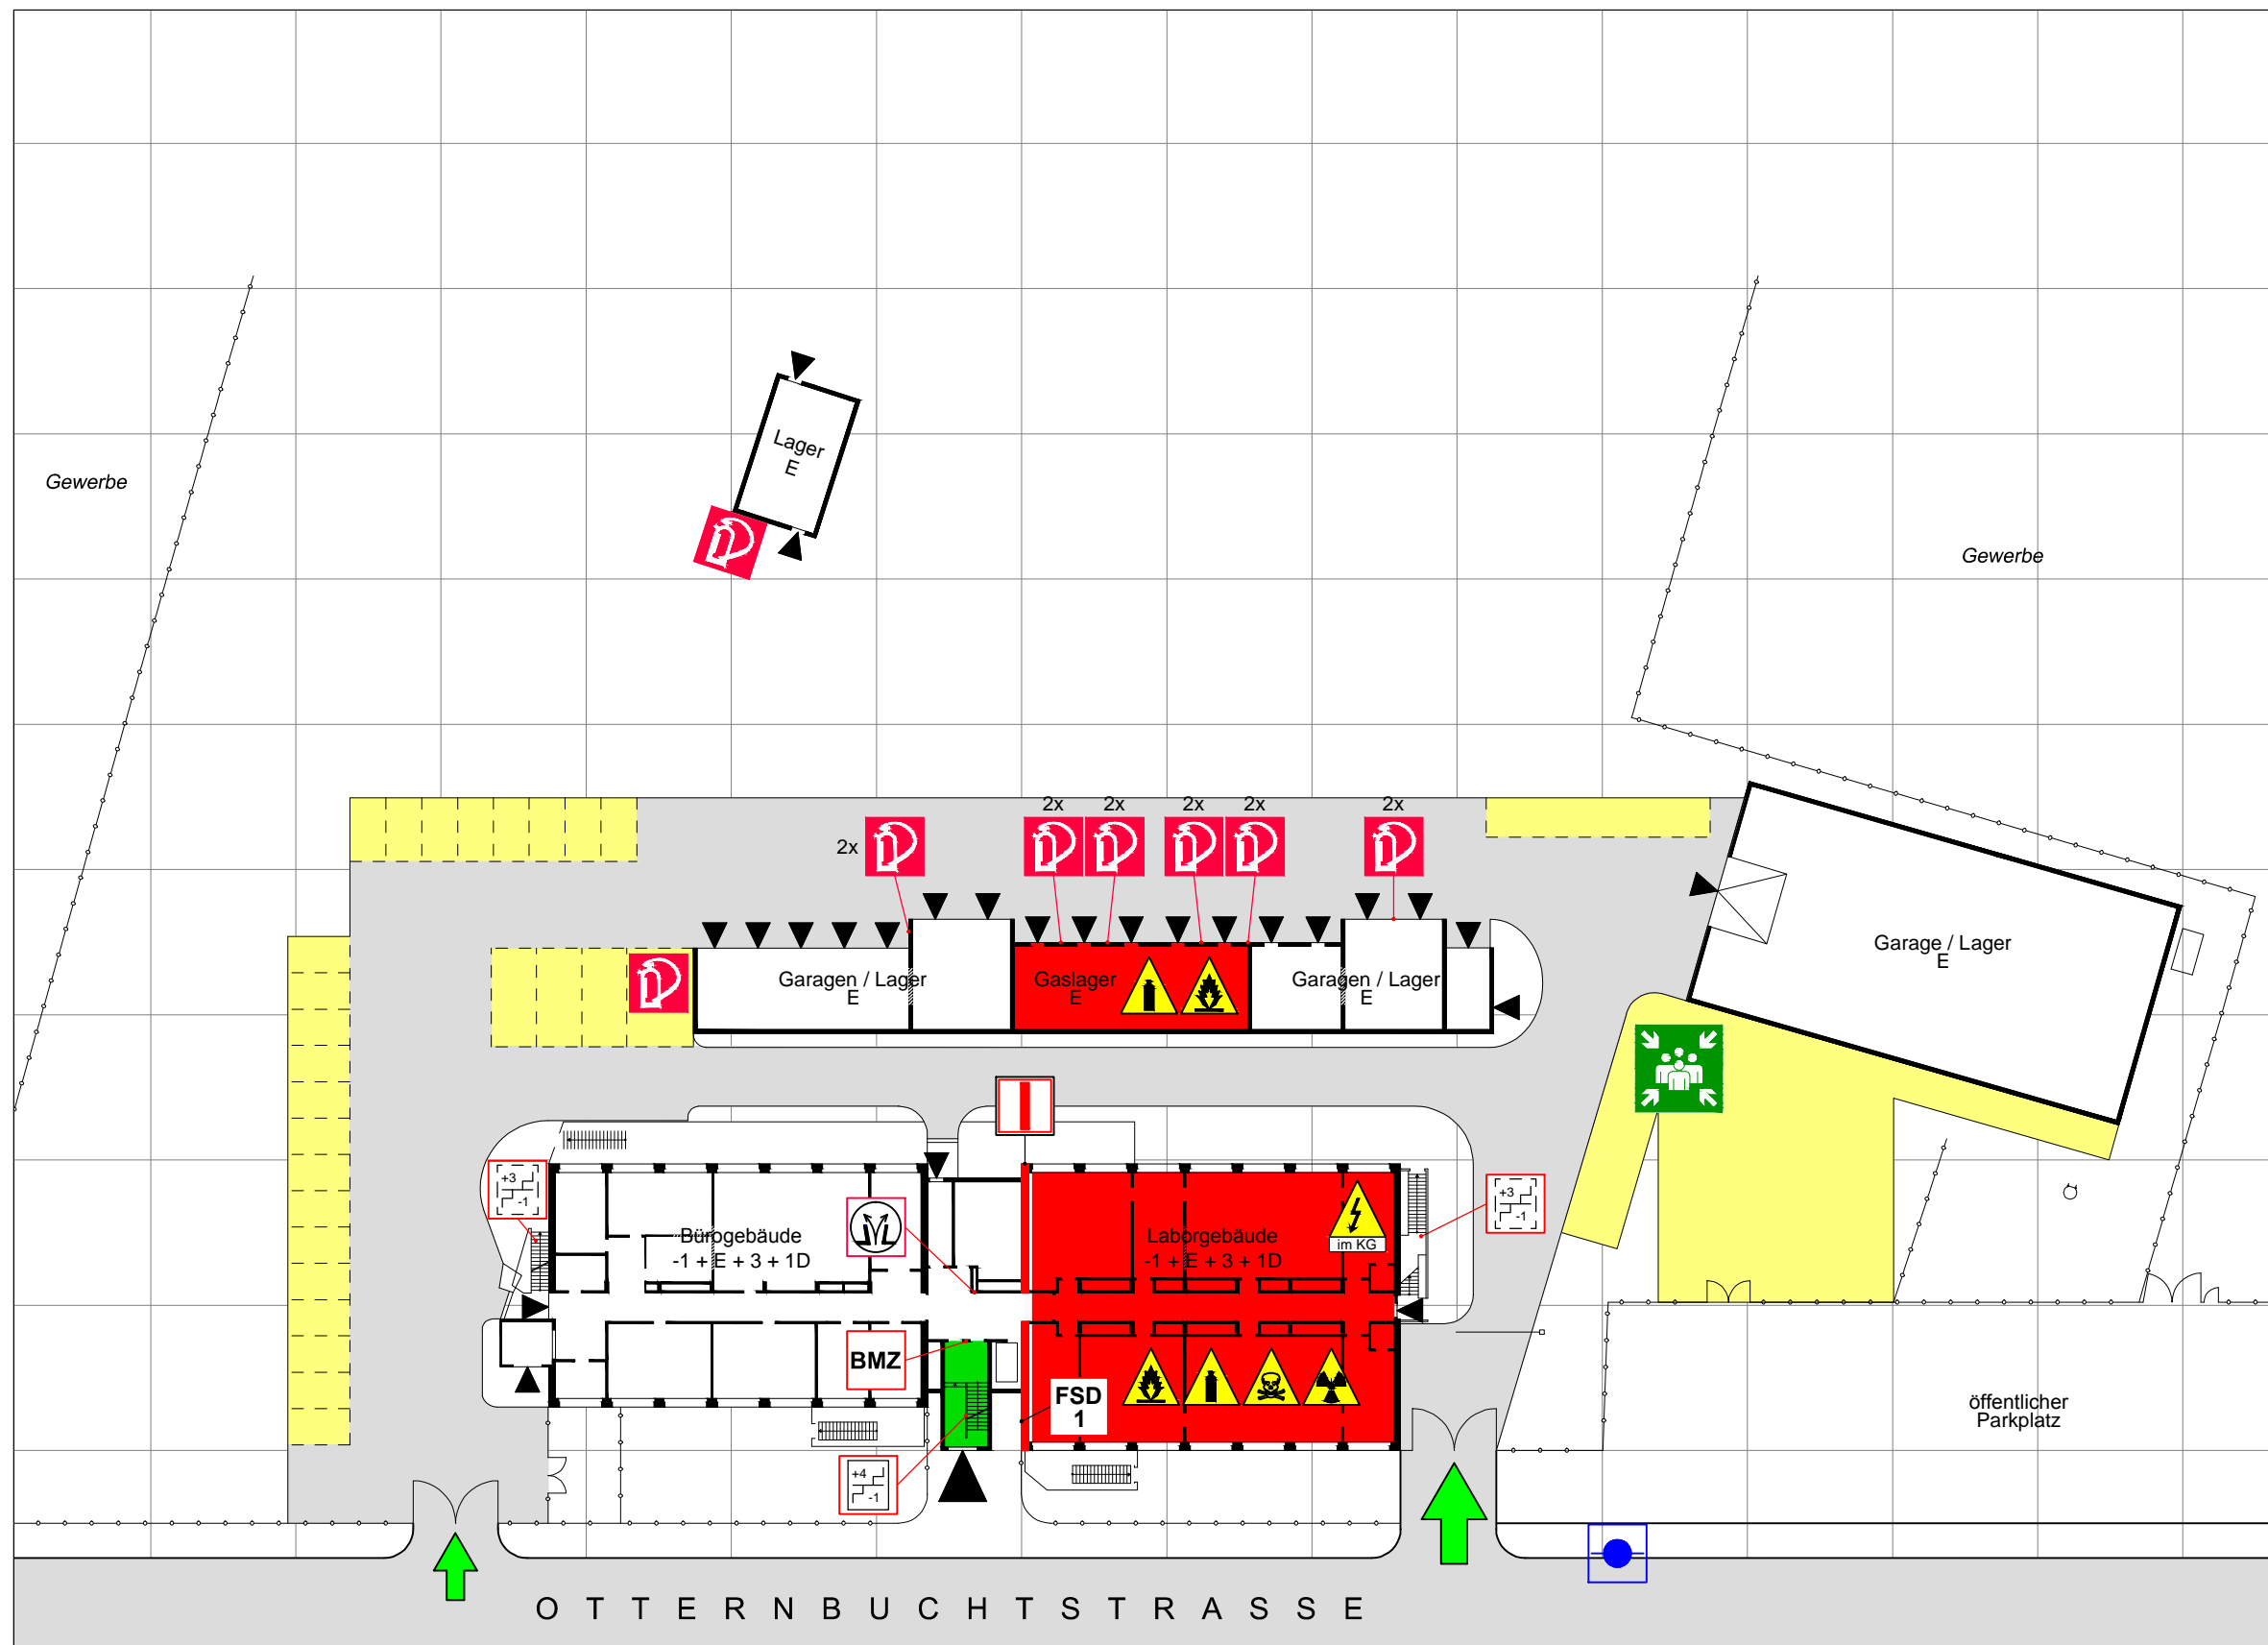 Lager
E
Gewerbe
Gewerbe
2x
2x
2x
2x
2x
2x
Garagen / Lager
E
Gaslager
E
Garagen / Lager
E
Garage / Lager
E
+3
-1
+3
-1
Bürogebäude
-1 + E + 3 + 1D
Laborgebäude
-1 + E + 3 + 1D
im KG
BMZ
FSD
1
+4
-1
öffentlicher
Parkplatz
OTTERNBUCHTSTRASSE